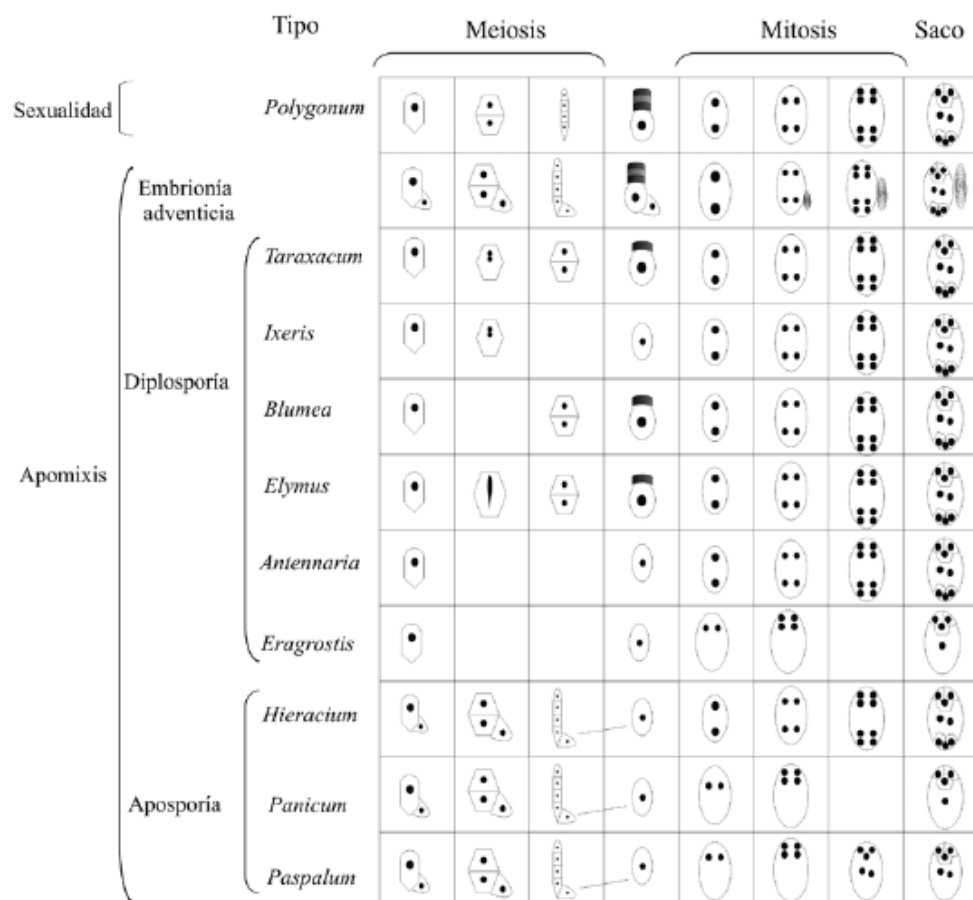 Tipo
Meiosis
Mitosis
Saco
Sexualidad
Polygonum
Embrionía
adventicia
Taraxacum
Ixeris
Diplosporía
Blumea
Apomixis
Elymus
Antennaria
Eragrostis
Hieracium
Aposporía
Panicum
Paspalum